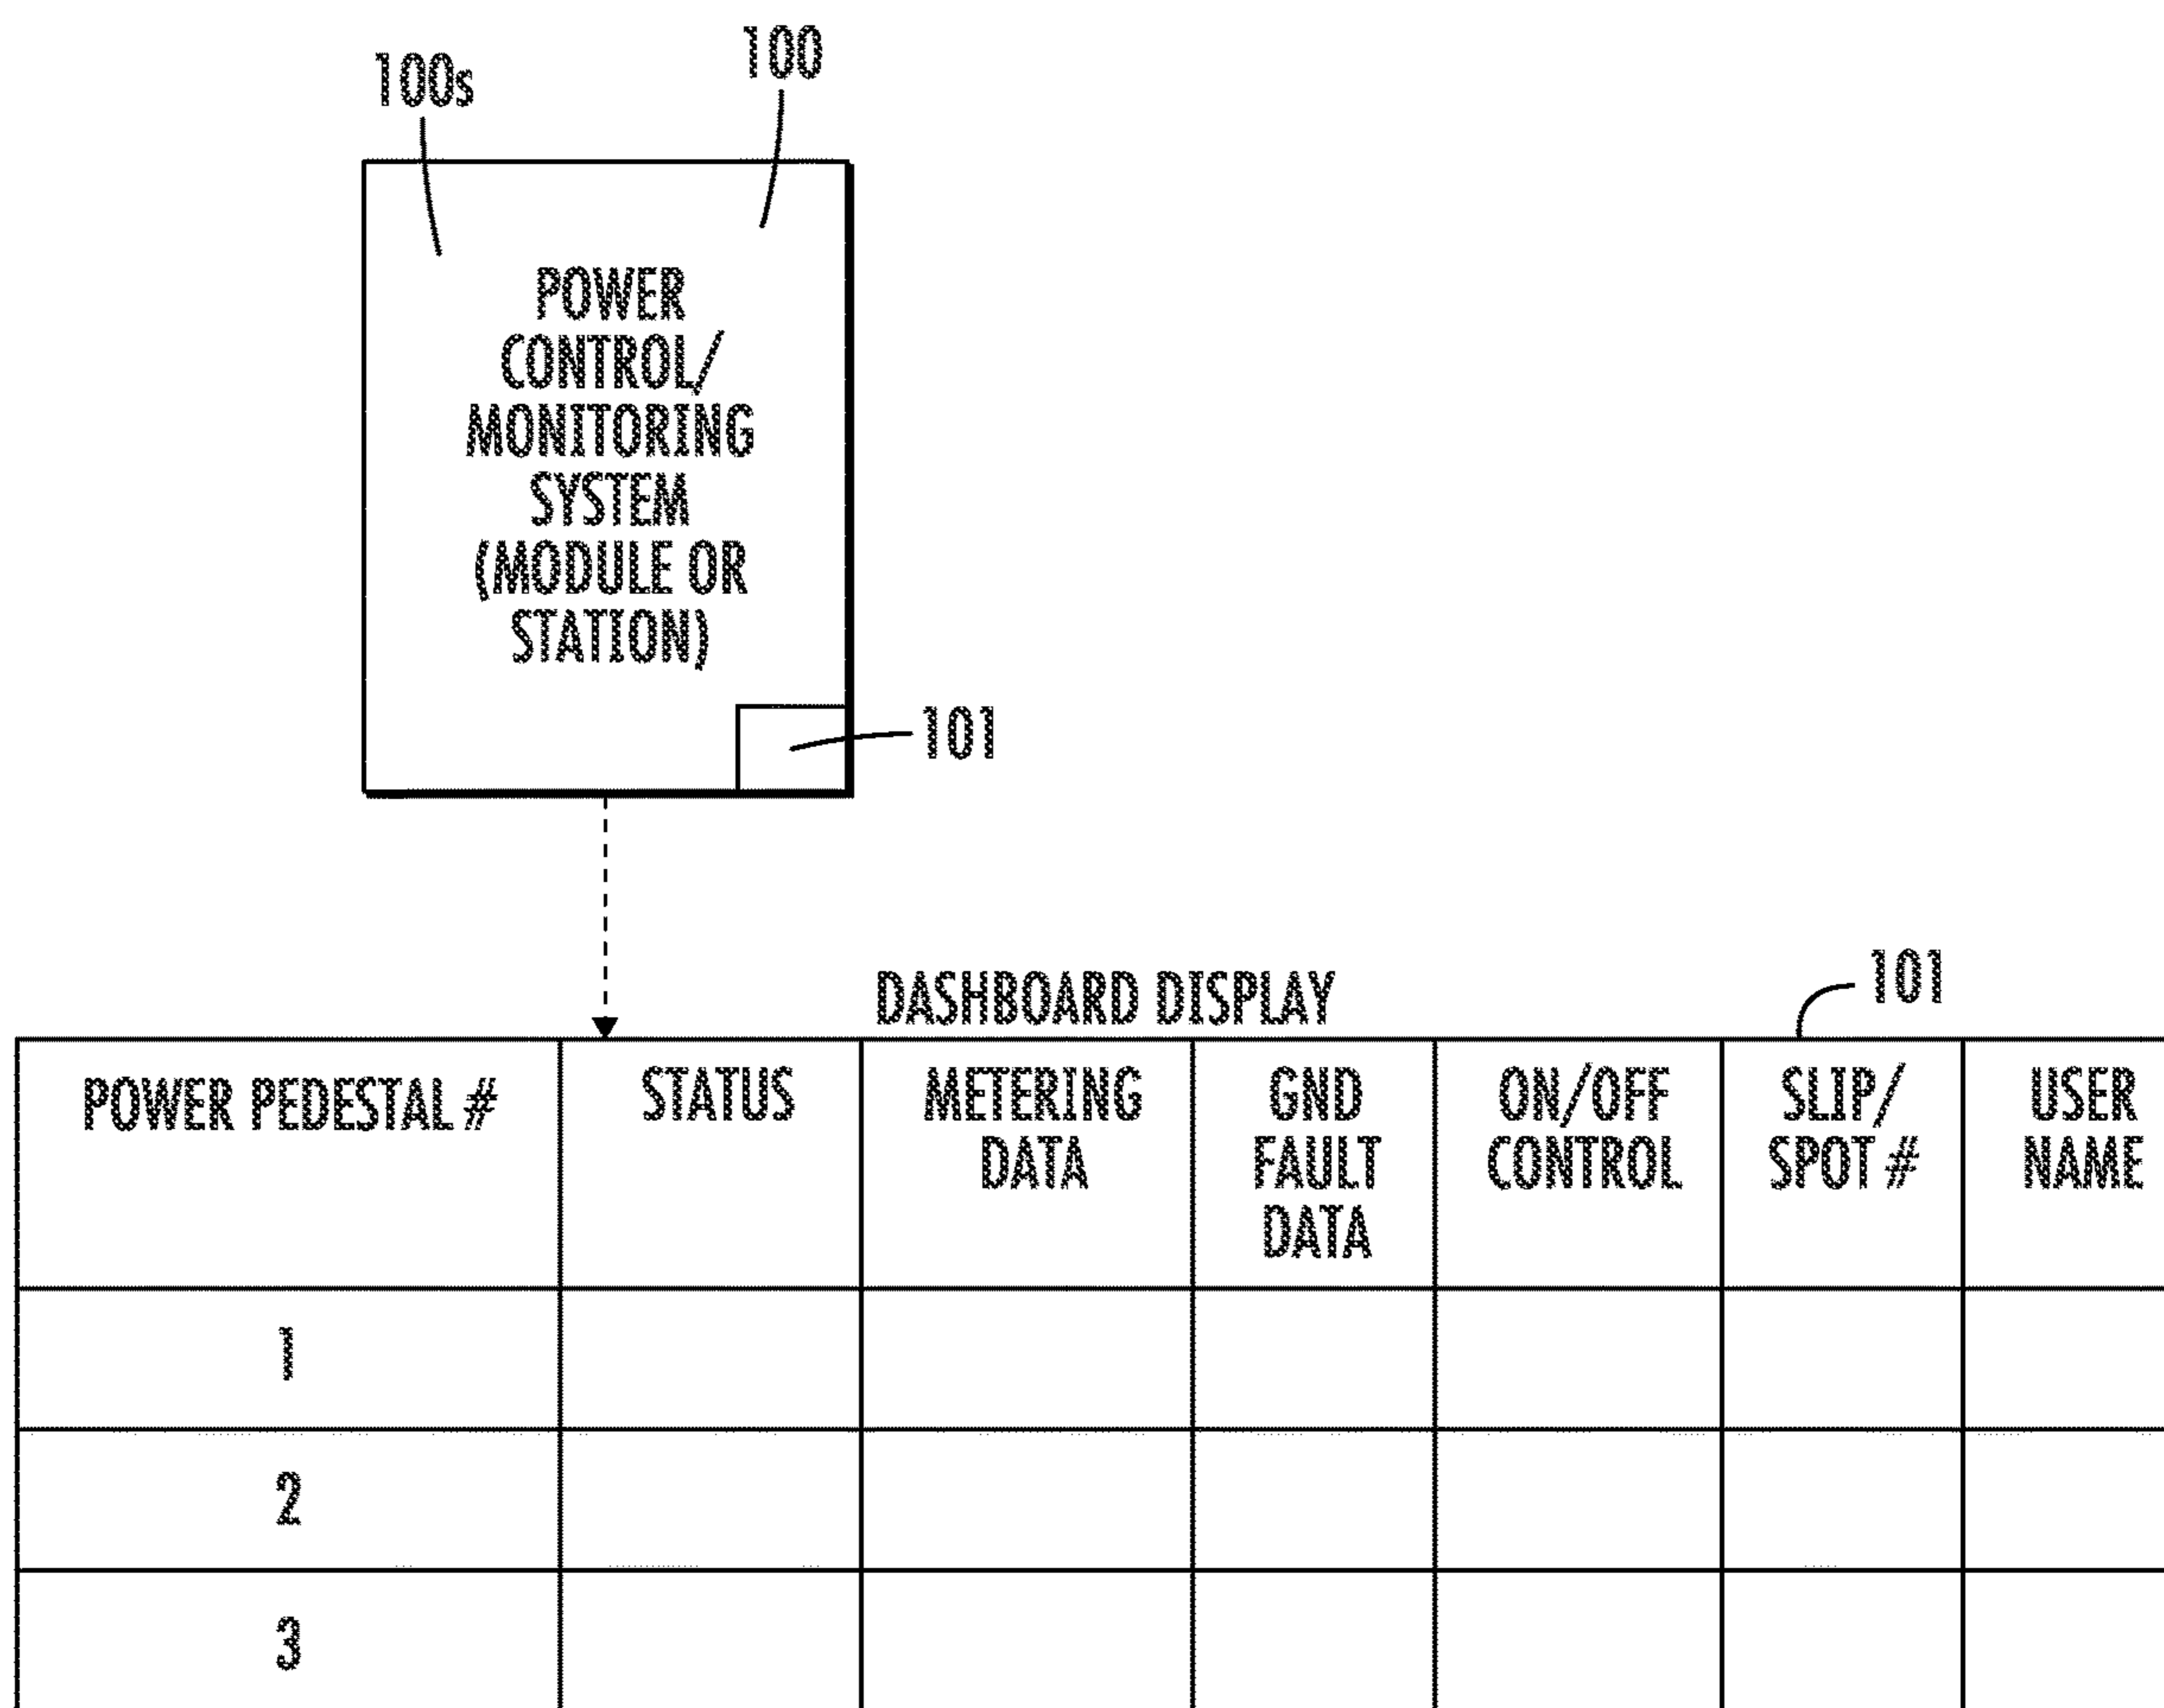 100s
100
POWER
CONTROL/
MONITORING
SYSTEM
(MODULE OR
STATION)
101
DASHBOARD DISPLAY
101
POWER PEDESTAL #
STATUS
METERING
DATA
GND
FAULT
DATA
ON/OFF
CONTROL
SLIP/
SPOT #
USER
NAME
1
2
3